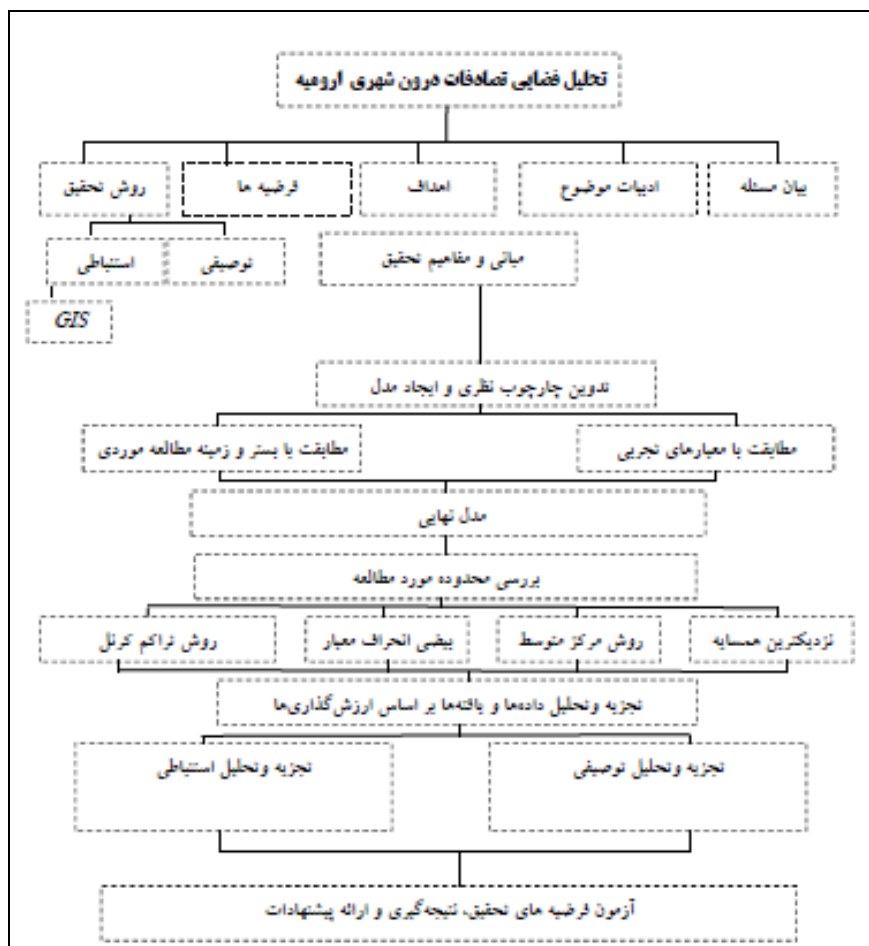 تحلیل فضایی تصادفات درون شهری ارومیه
بیان مسئله
ادبیات موضوع
اهداف
فرضیه ها
روش تحقیق
توصیفی
استنباطی
GIS
مبانی و مفاهیم تحقیق
تدوین چارچوب نظری و ایجاد مدل
مطابقت با معیارهای تجربی
مطابقت با بستر و زمینه مطالعه موردی
مدل نهایی
بررسی محدوده مورد مطالعه
نزدیکترین همسایه
روش مرکز متوسط
بیضی انحراف معیار
روش تراکم کرنل
تجزیه وتحلیل داده‌ها و یافته‌ها بر اساس ارزش‌گذاری‌ها
تجزیه وتحلیل توصیفی
تجزیه وتحلیل استنباطی
آزمون فرضیه های تحقیق، نتیجه‌گیری و ارائه پیشنهادات